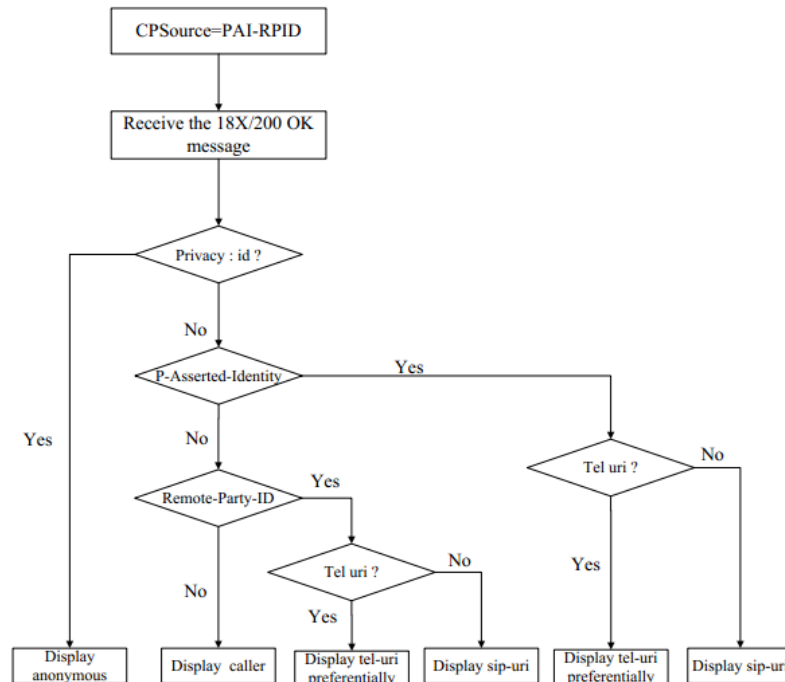 CPSource=PAI-RPID
Receive the 18X/200 OK
message
Privacy : id ?
No
P-Asserted-Identity
Yes
Yes
No
Tel uri ?
No
Remote-Party-ID
Yes
Tel uri ?
No
No
Yes
Yes
Display
anonymous
Display caller
Display tel-uri
preferentially
Display sip-uri
Display tel-uri
preferentially
Display sip-uri